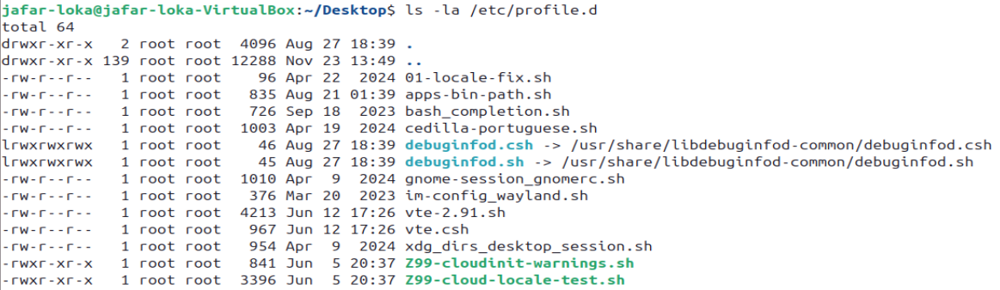 jafar-loka@jafar-loka-VirtualBox:~/Desktop$ ls -la /etc/profile.d
total 64
drwxr-xr-x   2 root root  4096 Aug 27 18:39 .
drwxr-xr-x 139 root root 12288 Nov 23 13:49 ..
-rw-r--r--   1 root root    96 Apr 22  2024 01-locale-fix.sh
-rw-r--r--   1 root root   835 Aug 21 01:39 apps-bin-path.sh
-rw-r--r--   1 root root   726 Sep 18  2023 bash_completion.sh
-rw-r--r--   1 root root  1003 Apr 19  2024 cedilla-portuguese.sh
lrwxrwxrwx   1 root root    46 Aug 27 18:39 debuginfod.csh -> /usr/share/libdebuginfod-common/debuginfod.csh
lrwxrwxrwx   1 root root    45 Aug 27 18:39 debuginfod.sh -> /usr/share/libdebuginfod-common/debuginfod.sh
-rw-r--r--   1 root root  1010 Apr  9  2024 gnome-session_gnomerc.sh
-rw-r--r--   1 root root   376 Mar 20  2023 im-config_wayland.sh
-rw-r--r--   1 root root  4213 Jun 12 17:26 vte-2.91.sh
-rw-r--r--   1 root root   967 Jun 12 17:26 vte.csh
-rw-r--r--   1 root root   954 Apr  9  2024 xdg_dirs_desktop_session.sh
-rwxr-xr-x   1 root root   841 Jun  5 20:37 Z99-cloudinit-warnings.sh
-rwxr-xr-x   1 root root  3396 Jun  5 20:37 Z99-cloud-locale-test.sh